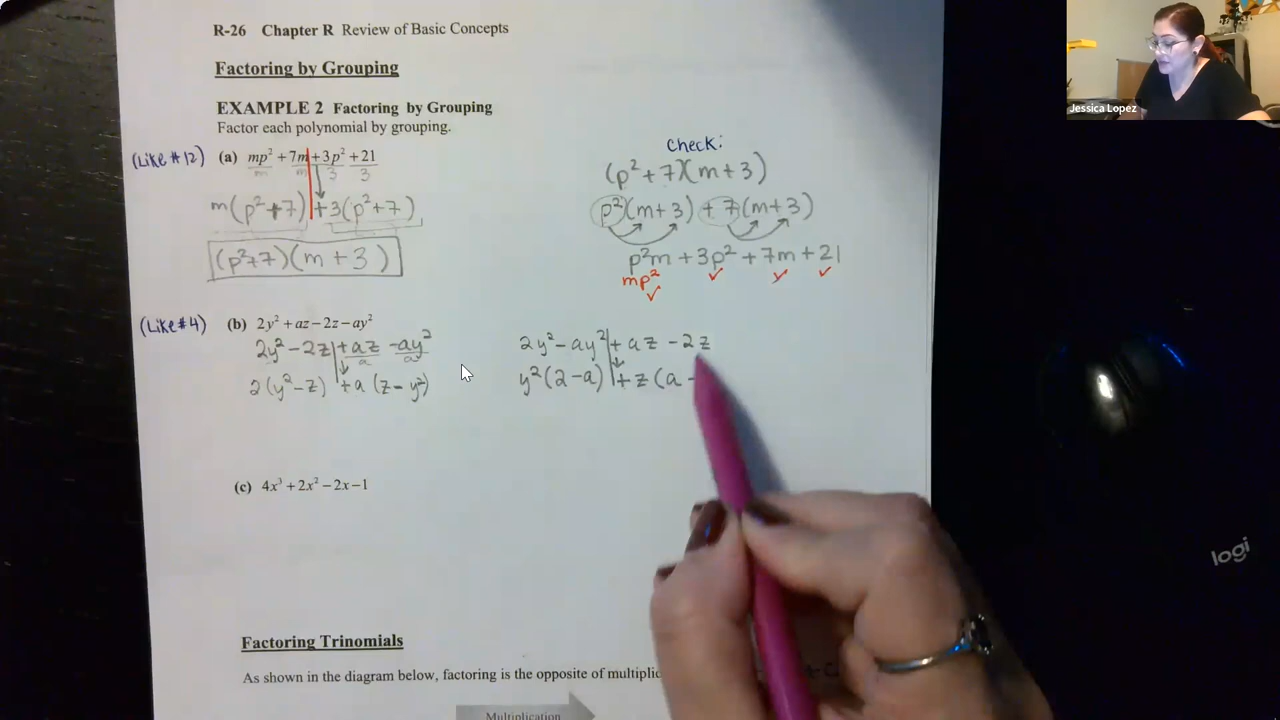 R-26 Chapter R Review of Basic Concepts
Jessica Lopez
Factoring by Grouping
EXAMPLE 2 Factoring by Grouping
Factor each polynomial by grouping.
(Like #12) (a) mp² + 7m + 3p² + 21
m m 3 3
m(p² + 7) + 3(p² + 7)
(p² + 7)(m + 3)
Check:
(p² + 7)(m + 3)
p²(m + 3) + 7(m + 3)
p²m + 3p² + 7m + 21
mp²
(Like #4) (b) 2y² + az − 2z − ay²
2y² − 2z + az − ay²
a a
2(y² − z) + a(z − y²)
2y² − ay² + az − 2z
y²(2 − a) + z(a −
(c) 4x³ + 2x² − 2x − 1
Factoring Trinomials
As shown in the diagram below, factoring is the opposite of
Multiplication
logi